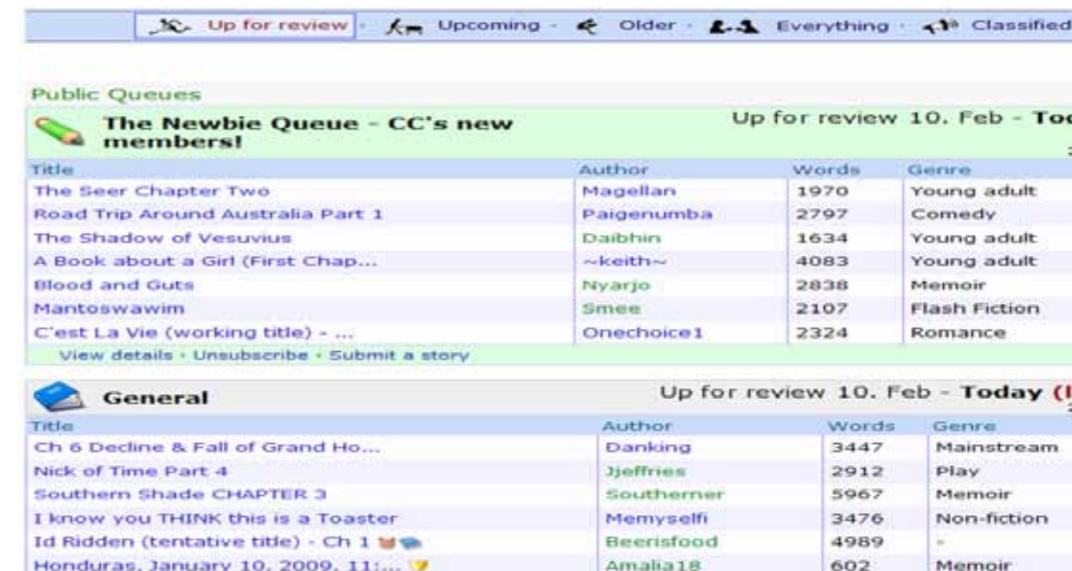 Up for review · Upcoming · Older · Everything · Classified
Public Queues
The Newbie Queue - CC's new members!
Up for review 10. Feb -
Title Author Words Genre
The Seer Chapter Two Magellan 1970 Young adult
Road Trip Around Australia Part 1 Paigenumba 2797 Comedy
The Shadow of Vesuvius Daibhin 1634 Young adult
A Book about a Girl (First Chap... ~keith~ 4083 Young adult
Blood and Guts Nyarjo 2838 Memoir
Mantoswawim Smee 2107 Flash Fiction
C'est La Vie (working title) - ... Onechoice1 2324 Romance
View details · Unsubscribe · Submit a story
General Up for review 10. Feb - Today
Title Author Words Genre
Ch 6 Decline & Fall of Grand Ho... Danking 3447 Mainstream
Nick of Time Part 4 Jjeffries 2912 Play
Southern Shade CHAPTER 3 Southerner 5967 Memoir
I know you THINK this is a Toaster Memyselfi 3476 Non-fiction
Id Ridden (tentative title) - Ch 1 Beerisfood 4989 -
Honduras, January 10, 2009, 11:... Amalia18 602 Memoir